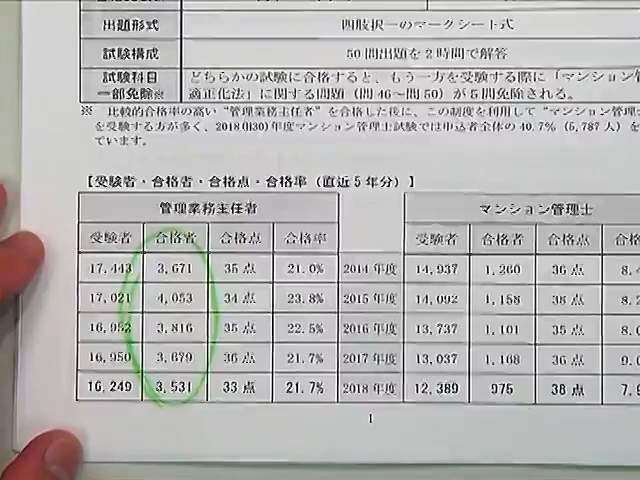 出題形式 四肢択一のマークシート式
試験構成 50問出題を2時間で解答
試験科目 どちらかの試験に合格すると、もう一方を受験する際に「マンション
一部免除※ 適正化法」に関する問題(問46~問50)が5問免除される。
※ 比較的合格率の高い“管理業務主任者”を合格した後に、この制度を利用して“マンション管理
を受験する方が多く、2018(H30)年度マンション管理士試験では申込者全体の40.7%(5,787人)を
ています。
【受験者・合格者・合格点・合格率(直近5年分)】
管理業務主任者 マンション管理士
受験者 合格者 合格点 合格率 受験者 合格者 合格点
17,443 3,671 35点 21.0% 2014年度 14,937 1,260 36点 8.4
17,021 4,053 34点 23.8% 2015年度 14,092 1,158 38点 8.2
16,952 3,816 35点 22.5% 2016年度 13,737 1,101 35点 8.0
16,950 3,679 36点 21.7% 2017年度 13,037 1,168 36点 9.0
16,249 3,531 33点 21.7% 2018年度 12,389 975 38点 7.9
1